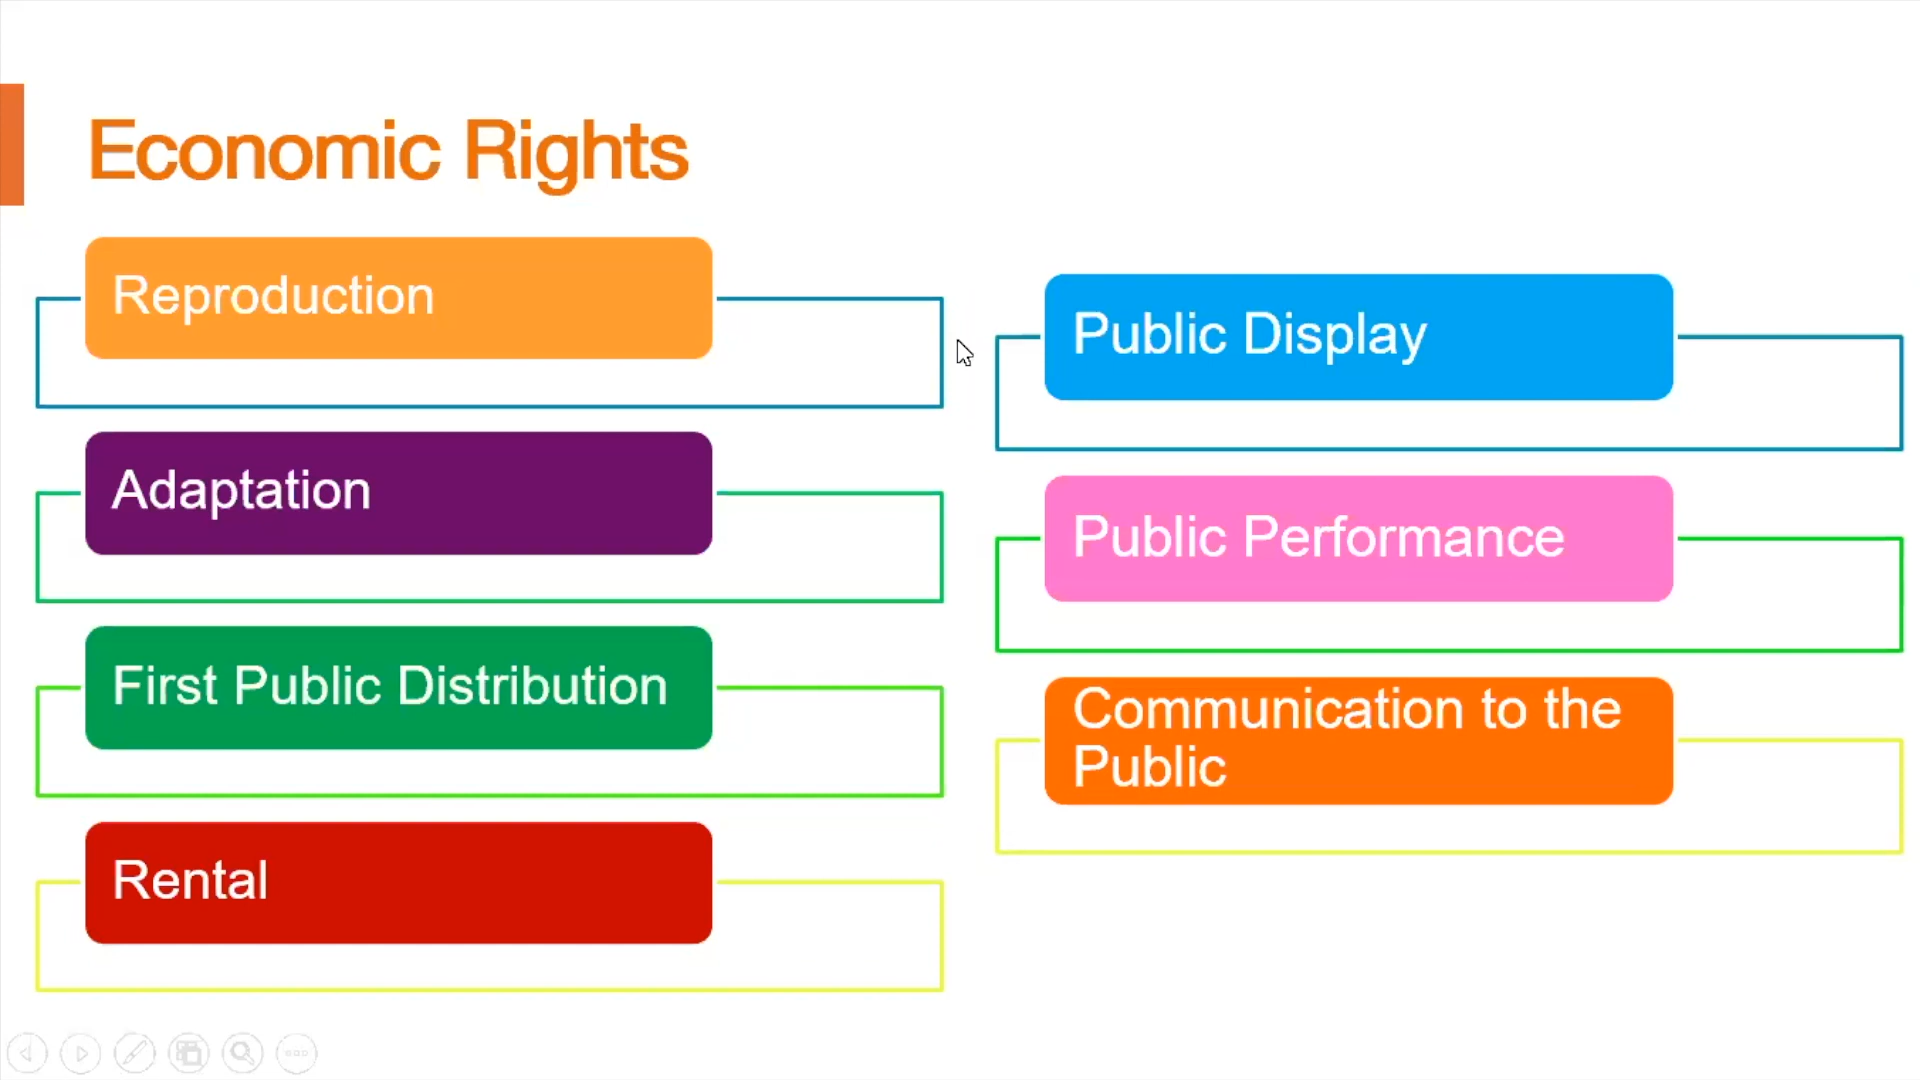 Economic Rights
Reproduction
Adaptation
First Public Distribution
Rental
Public Display
Public Performance
Communication to the
Public